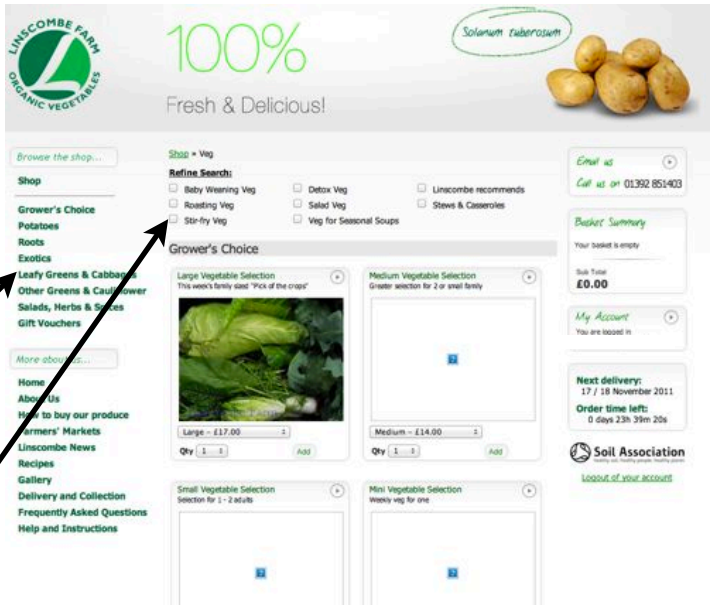 LINSCOMBE FARM
ORGANIC VEGETABLES
100%
Fresh & Delicious!
Solanum tuberosum
Browse the shop...
Shop
Grower's Choice
Potatoes
Roots
Exotics
Leafy Greens & Cabbages
Other Greens & Cauliflower
Salads, Herbs & Spices
Gift Vouchers
More about us...
Home
About Us
How to buy our produce
Farmers' Markets
Linscombe News
Recipes
Gallery
Delivery and Collection
Frequently Asked Questions
Help and Instructions
Shop » Veg
Refine Search:
Baby Weaning Veg
Detox Veg
Linscombe recommends
Roasting Veg
Salad Veg
Stews & Casseroles
Stir-fry Veg
Veg for Seasonal Soups
Grower's Choice
Large Vegetable Selection
This week's family sized "Pick of the crops"
Large - £17.00
Qty 1
Add
Medium Vegetable Selection
Greater selection for 2 or small family
?
Medium - £14.00
Qty 1
Add
Small Vegetable Selection
Selection for 1 - 2 adults
?
Mini Vegetable Selection
Weekly veg for one
?
Email us
Call us on 01392 851403
Basket Summary
Your basket is empty
Sub Total
£0.00
My Account
You are logged in
Next delivery:
17 / 18 November 2011
Order time left:
0 days 23h 39m 20s
Soil Association
healthy soil, healthy people, healthy planet
Logout of your account